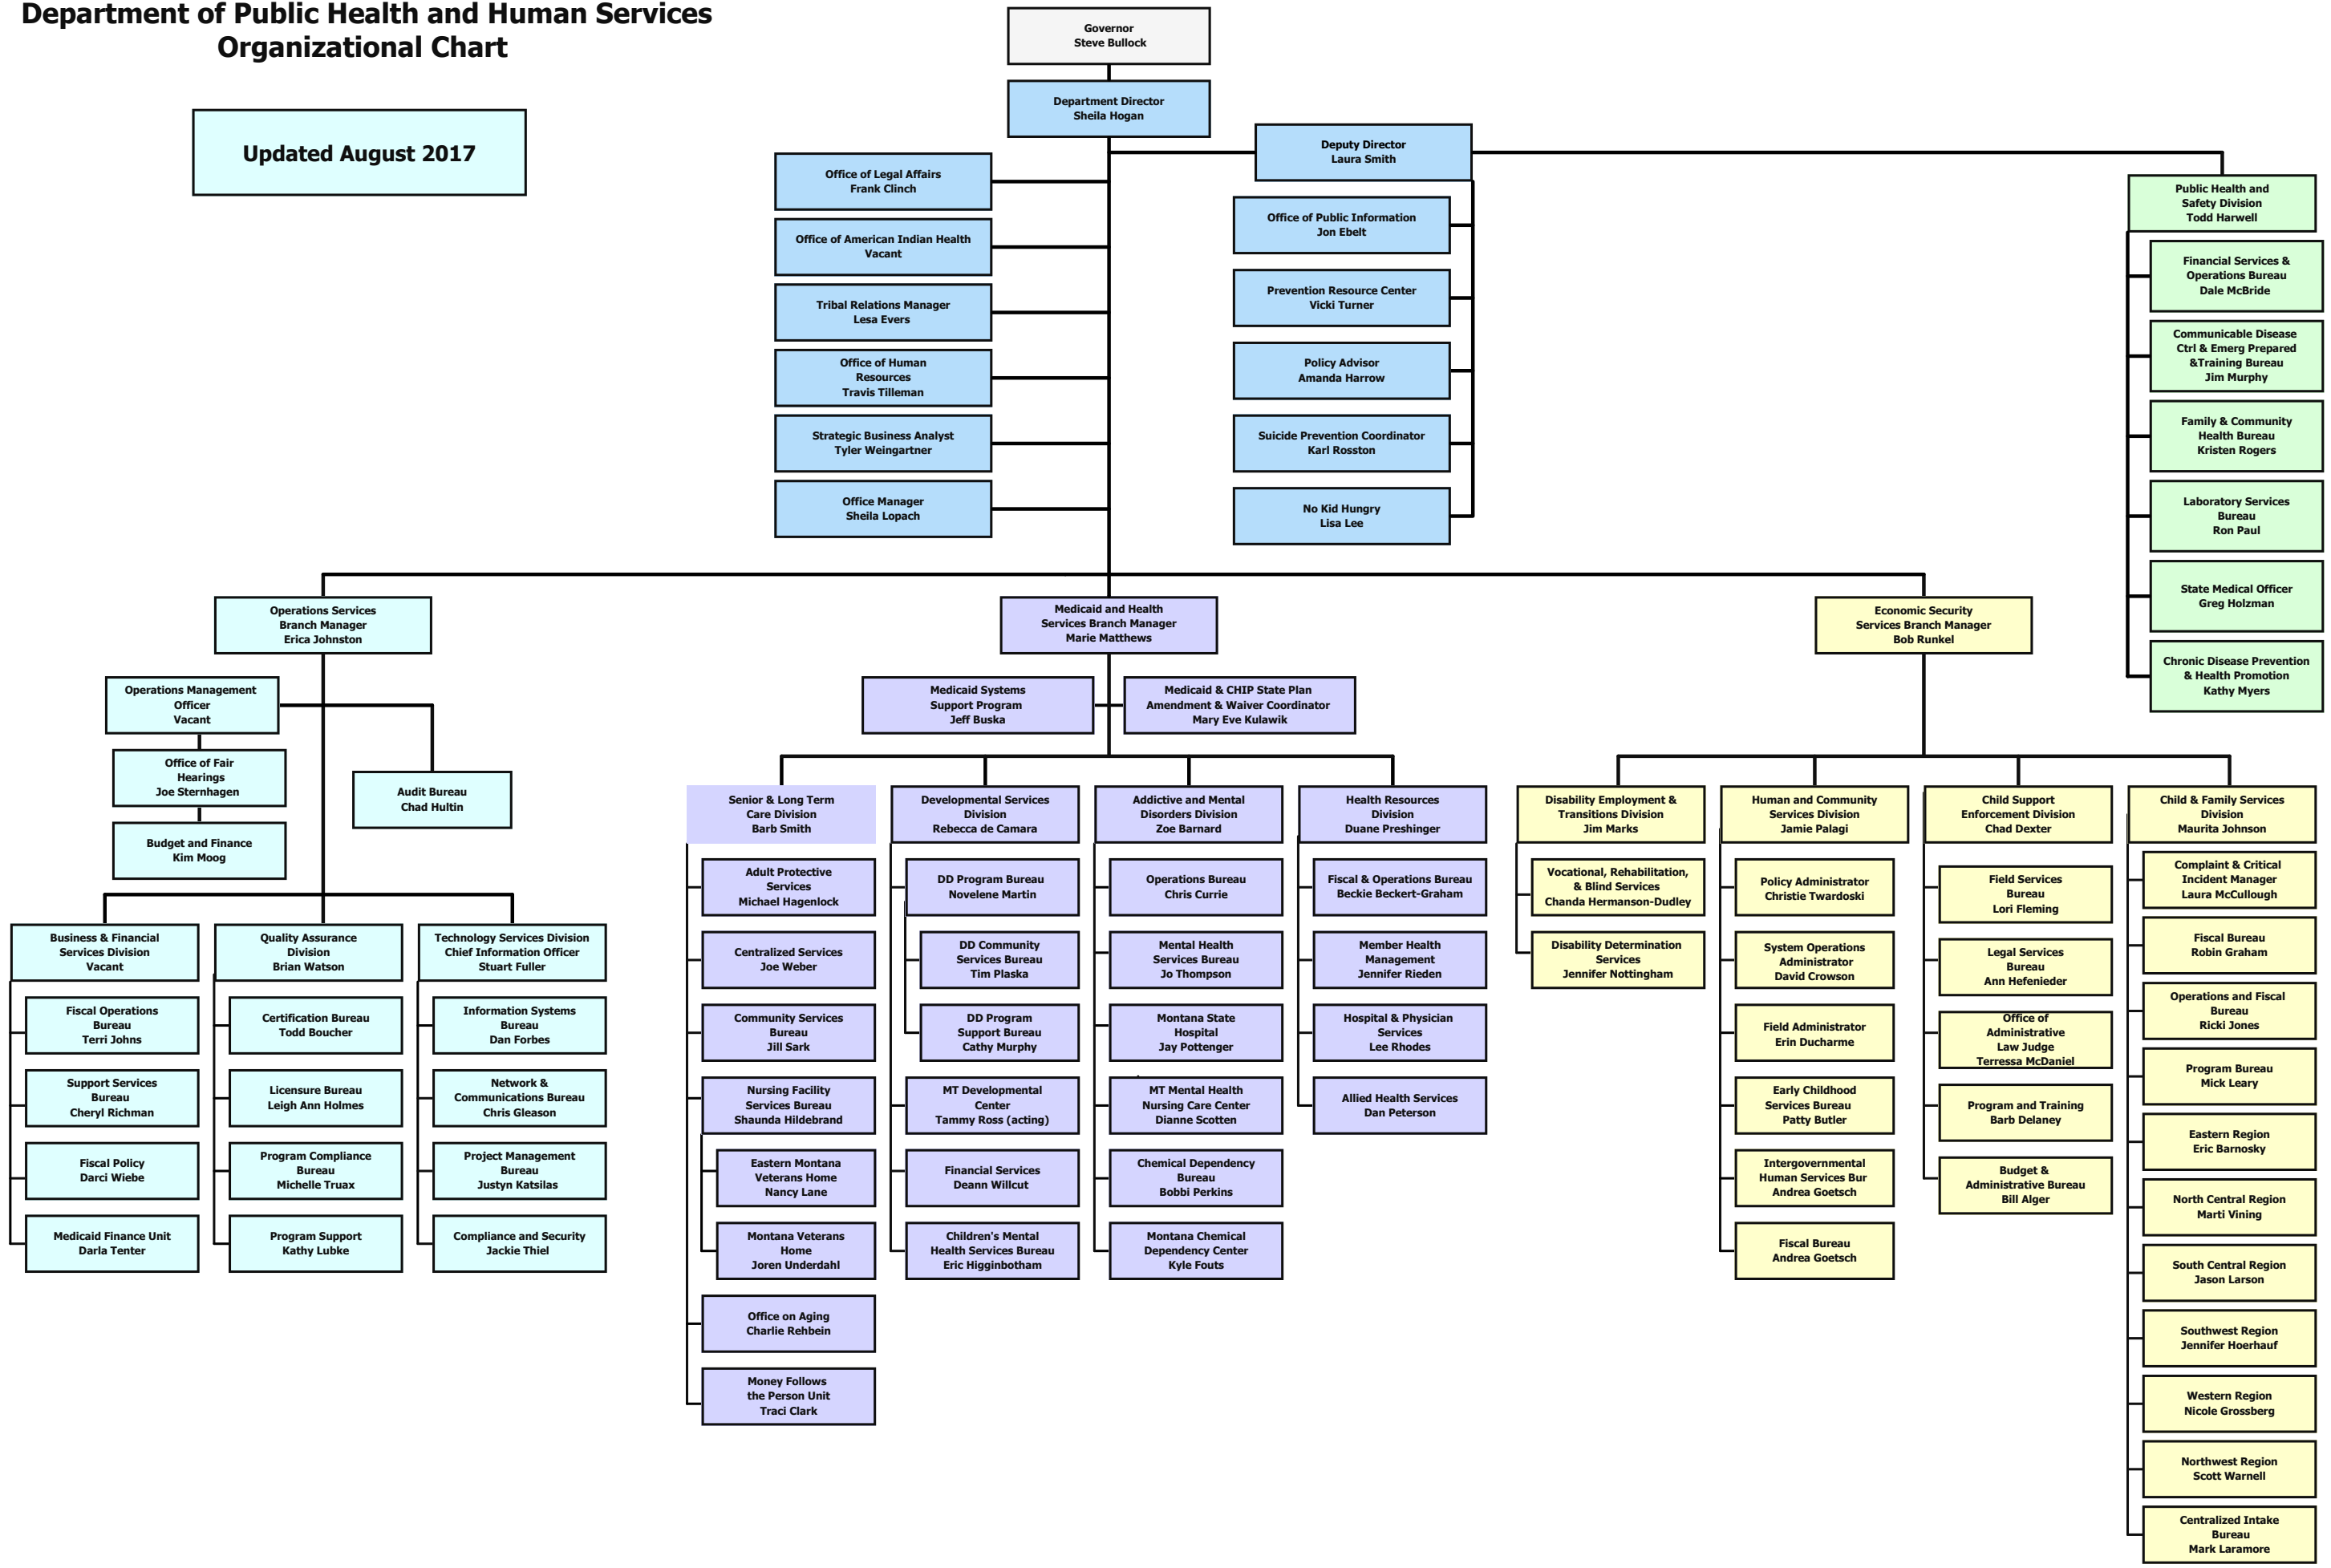 Department of Public Health and Human Services
Organizational Chart
Updated August 2017
Governor
Steve Bullock
Department Director
Sheila Hogan
Deputy Director
Laura Smith
Office of Legal Affairs
Frank Clinch
Office of American Indian Health
Vacant
Tribal Relations Manager
Lesa Evers
Office of Human
Resources
Travis Tilleman
Strategic Business Analyst
Tyler Weingartner
Office Manager
Sheila Lopach
Office of Public Information
Jon Ebelt
Prevention Resource Center
Vicki Turner
Policy Advisor
Amanda Harrow
Suicide Prevention Coordinator
Karl Rosston
No Kid Hungry
Lisa Lee
Public Health and
Safety Division
Todd Harwell
Financial Services &
Operations Bureau
Dale McBride
Communicable Disease
Ctrl & Emerg Prepared
&Training Bureau
Jim Murphy
Family & Community
Health Bureau
Kristen Rogers
Laboratory Services
Bureau
Ron Paul
State Medical Officer
Greg Holzman
Chronic Disease Prevention
& Health Promotion
Kathy Myers
Operations Services
Branch Manager
Erica Johnston
Operations Management
Officer
Vacant
Office of Fair
Hearings
Joe Sternhagen
Budget and Finance
Kim Moog
Audit Bureau
Chad Hultin
Business & Financial
Services Division
Vacant
Fiscal Operations
Bureau
Terri Johns
Support Services
Bureau
Cheryl Richman
Fiscal Policy
Darci Wiebe
Medicaid Finance Unit
Darla Tenter
Quality Assurance
Division
Brian Watson
Certification Bureau
Todd Boucher
Licensure Bureau
Leigh Ann Holmes
Program Compliance
Bureau
Michelle Truax
Program Support
Kathy Lubke
Technology Services Division
Chief Information Officer
Stuart Fuller
Information Systems
Bureau
Dan Forbes
Network &
Communications Bureau
Chris Gleason
Project Management
Bureau
Justyn Katsilas
Compliance and Security
Jackie Thiel
Medicaid and Health
Services Branch Manager
Marie Matthews
Medicaid Systems
Support Program
Jeff Buska
Medicaid & CHIP State Plan
Amendment & Waiver Coordinator
Mary Eve Kulawik
Senior & Long Term
Care Division
Barb Smith
Adult Protective
Services
Michael Hagenlock
Centralized Services
Joe Weber
Community Services
Bureau
Jill Sark
Nursing Facility
Services Bureau
Shaunda Hildebrand
Eastern Montana
Veterans Home
Nancy Lane
Montana Veterans
Home
Joren Underdahl
Office on Aging
Charlie Rehbein
Money Follows
the Person Unit
Traci Clark
Developmental Services
Division
Rebecca de Camara
DD Program Bureau
Novelene Martin
DD Community
Services Bureau
Tim Plaska
DD Program
Support Bureau
Cathy Murphy
MT Developmental
Center
Tammy Ross (acting)
Financial Services
Deann Willcut
Children's Mental
Health Services Bureau
Eric Higginbotham
Addictive and Mental
Disorders Division
Zoe Barnard
Operations Bureau
Chris Currie
Mental Health
Services Bureau
Jo Thompson
Montana State
Hospital
Jay Pottenger
MT Mental Health
Nursing Care Center
Dianne Scotten
Chemical Dependency
Bureau
Bobbi Perkins
Montana Chemical
Dependency Center
Kyle Fouts
Health Resources
Division
Duane Preshinger
Fiscal & Operations Bureau
Beckie Beckert-Graham
Member Health
Management
Jennifer Rieden
Hospital & Physician
Services
Lee Rhodes
Allied Health Services
Dan Peterson
Economic Security
Services Branch Manager
Bob Runkel
Disability Employment &
Transitions Division
Jim Marks
Vocational, Rehabilitation,
& Blind Services
Chanda Hermanson-Dudley
Disability Determination
Services
Jennifer Nottingham
Human and Community
Services Division
Jamie Palagi
Policy Administrator
Christie Twardoski
System Operations
Administrator
David Crowson
Field Administrator
Erin Ducharme
Early Childhood
Services Bureau
Patty Butler
Intergovernmental
Human Services Bur
Andrea Goetsch
Fiscal Bureau
Andrea Goetsch
Child Support
Enforcement Division
Chad Dexter
Field Services
Bureau
Lori Fleming
Legal Services
Bureau
Ann Hefenieder
Office of
Administrative
Law Judge
Terressa McDaniel
Program and Training
Barb Delaney
Budget &
Administrative Bureau
Bill Alger
Child & Family Services
Division
Maurita Johnson
Complaint & Critical
Incident Manager
Laura McCullough
Fiscal Bureau
Robin Graham
Operations and Fiscal
Bureau
Ricki Jones
Program Bureau
Mick Leary
Eastern Region
Eric Barnosky
North Central Region
Marti Vining
South Central Region
Jason Larson
Southwest Region
Jennifer Hoerhauf
Western Region
Nicole Grossberg
Northwest Region
Scott Warnell
Centralized Intake
Bureau
Mark Laramore